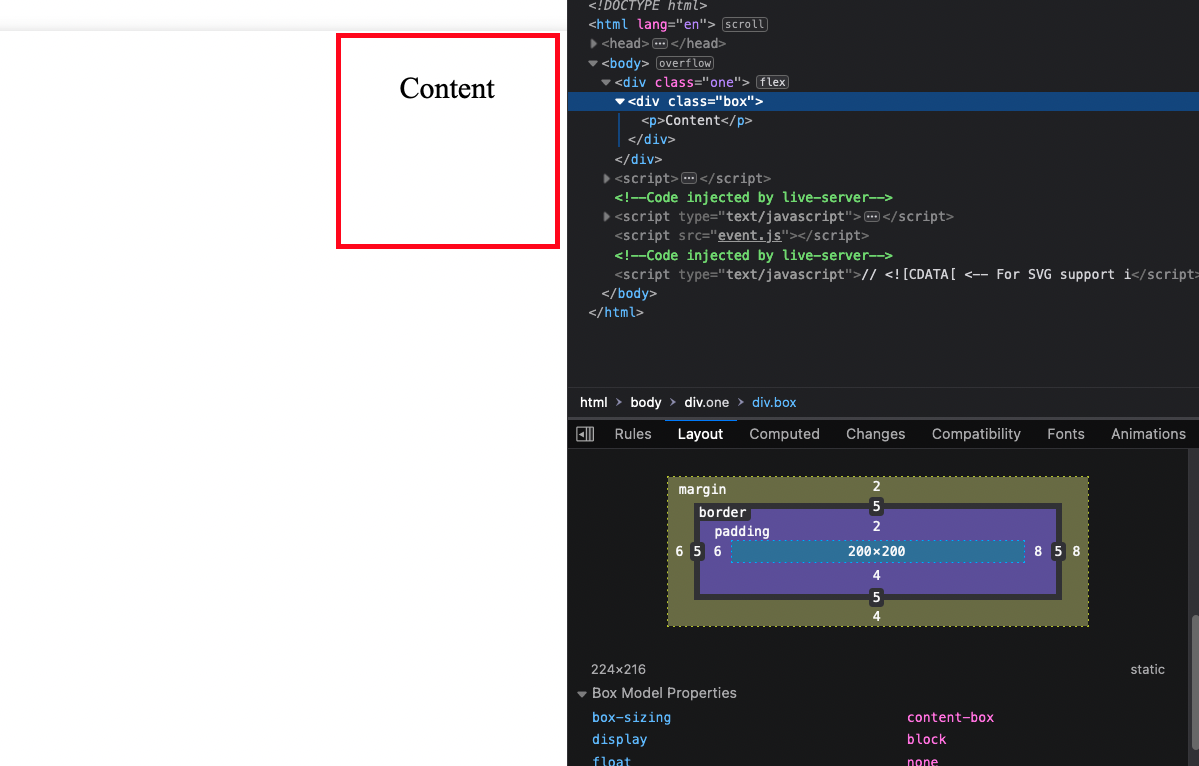 Content
<!DOCTYPE html>
<html lang="en"> scroll
<head> ⋯ </head>
<body> overflow
<div class="one"> flex
<div class="box">
<p>Content</p>
</div>
</div>
<script> ⋯ </script>
<!--Code injected by live-server-->
<script type="text/javascript"> ⋯ </script>
<script src="event.js"></script>
<!--Code injected by live-server-->
<script type="text/javascript">// <![CDATA[ <-- For SVG support i</script>
</body>
</html>
html > body > div.one > div.box
Rules Layout Computed Changes Compatibility Fonts Animations
margin 2
border 5
padding 2
6 5 6 200×200 8 5 8
4
5
4
224×216 static
Box Model Properties
box-sizing content-box
display block
float none